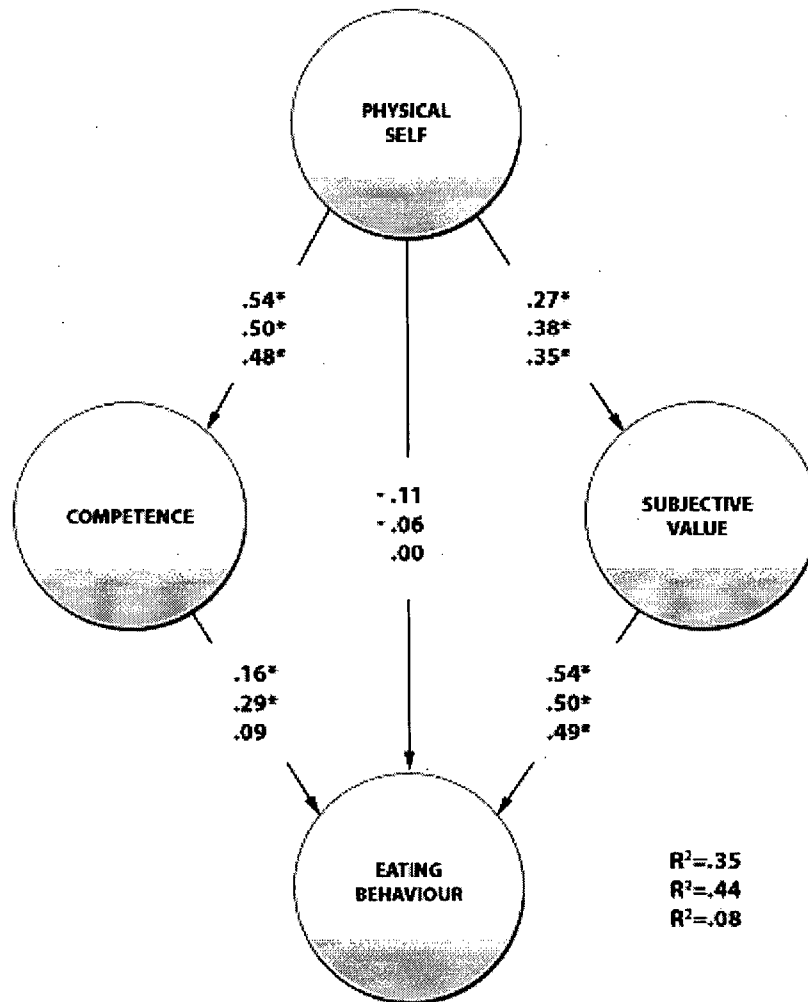 PHYSICAL
SELF
.54*
.50*
.48*
.27*
.38*
.35*
COMPETENCE
-.11
-.06
.00
SUBJECTIVE
VALUE
.16*
.29*
.09
.54*
.50*
.49*
EATING
BEHAVIOUR
R²=.35
R²=.44
R²=.08